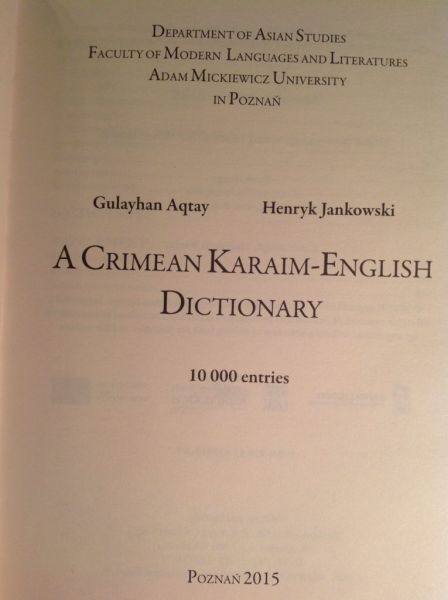 Department of Asian Studies
Faculty of Modern Languages and Literatures
Adam Mickiewicz University
in Poznań
Gulayhan Aqtay Henryk Jankowski
A Crimean Karaim-English
Dictionary
10 000 entries
Poznań 2015